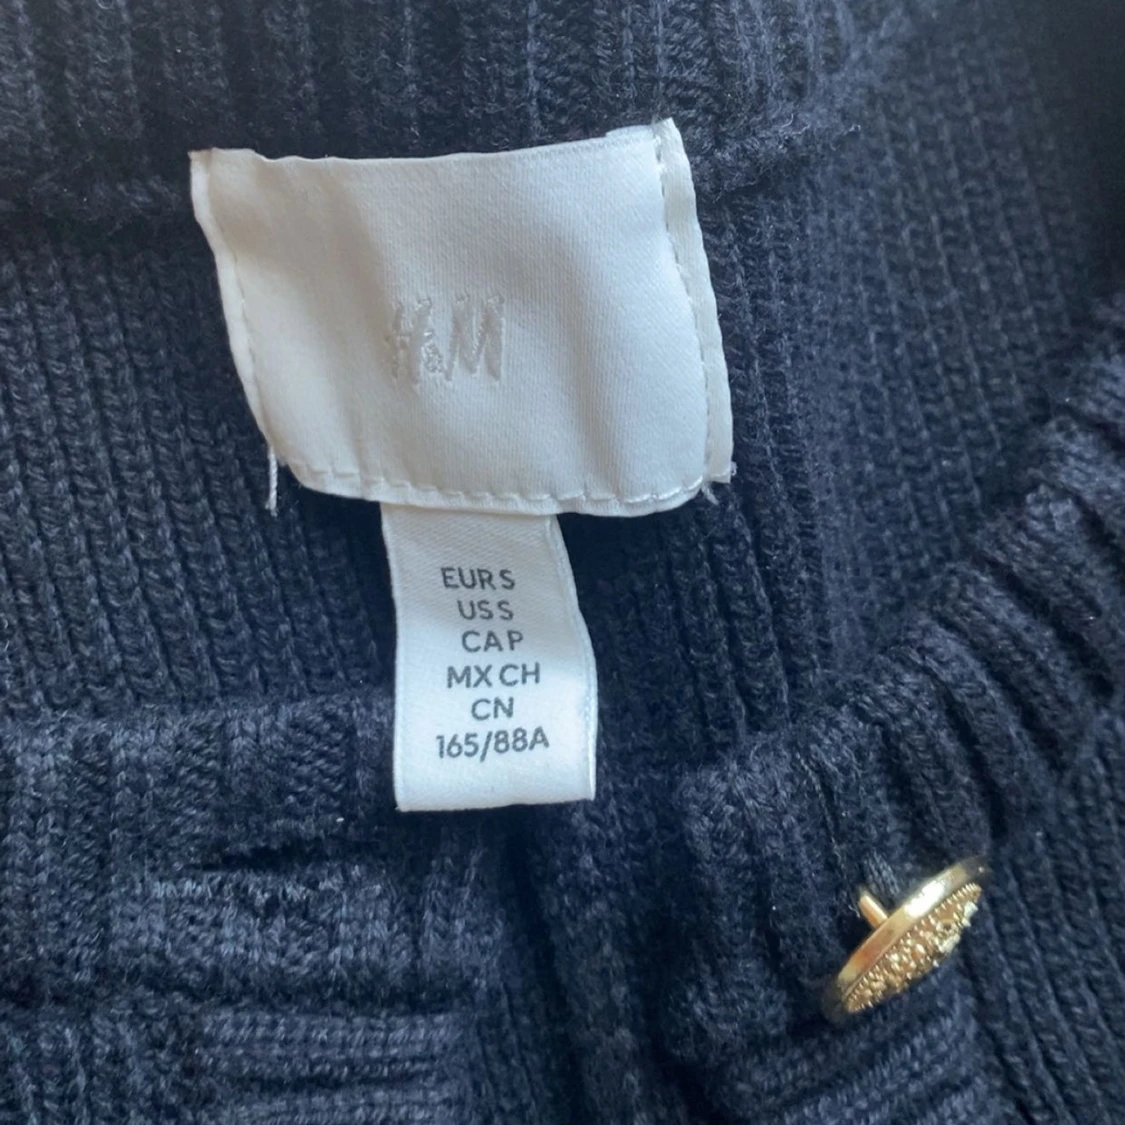 H&M
EUR S
US S
CA P
MX CH
CN
165/88A